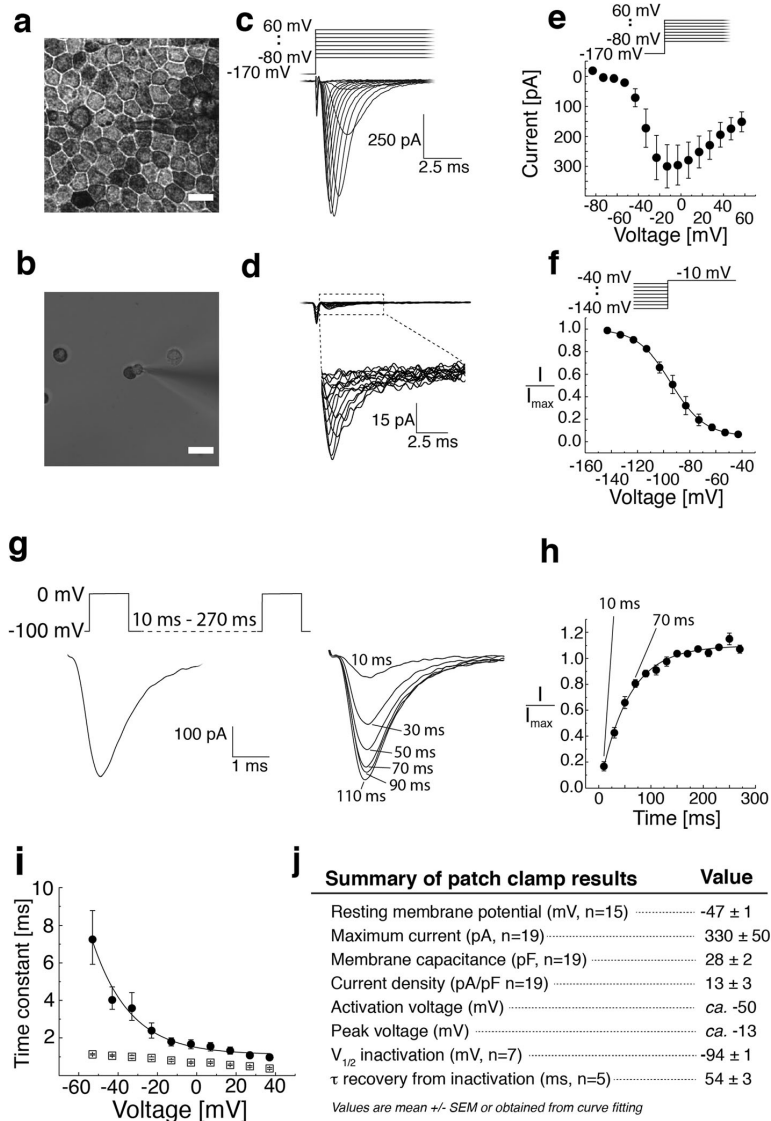 a
b
c
60 mV
-80 mV
-170 mV
250 pA
2.5 ms
d
15 pA
2.5 ms
e
60 mV
-80 mV
-170 mV
Current [pA]
0
100
200
300
-80 -40 0 40
-60 -20 20 60
Voltage [mV]
f
-40 mV
-10 mV
-140 mV
I
Imax
1.0
0.8
0.6
0.4
0.2
0.0
-160 -120 -80 -40
-140 -100 -60
Voltage [mV]
g
0 mV
-100 mV
10 ms - 270 ms
100 pA
1 ms
10 ms
30 ms
50 ms
70 ms
90 ms
110 ms
h
10 ms
70 ms
I
Imax
1.2
1.0
0.8
0.6
0.4
0.2
0.0
0 100 200 300
Time [ms]
i
Time constant [ms]
10
8
6
4
2
-60 -40 -20 0 20 40
Voltage [mV]
j
Summary of patch clamp results Value
Resting membrane potential (mV, n=15) -47 ± 1
Maximum current (pA, n=19) 330 ± 50
Membrane capacitance (pF, n=19) 28 ± 2
Current density (pA/pF n=19) 13 ± 3
Activation voltage (mV) ca. -50
Peak voltage (mV) ca. -13
V1/2 inactivation (mV, n=7) -94 ± 1
τ recovery from inactivation (ms, n=5) 54 ± 3
Values are mean +/- SEM or obtained from curve fitting